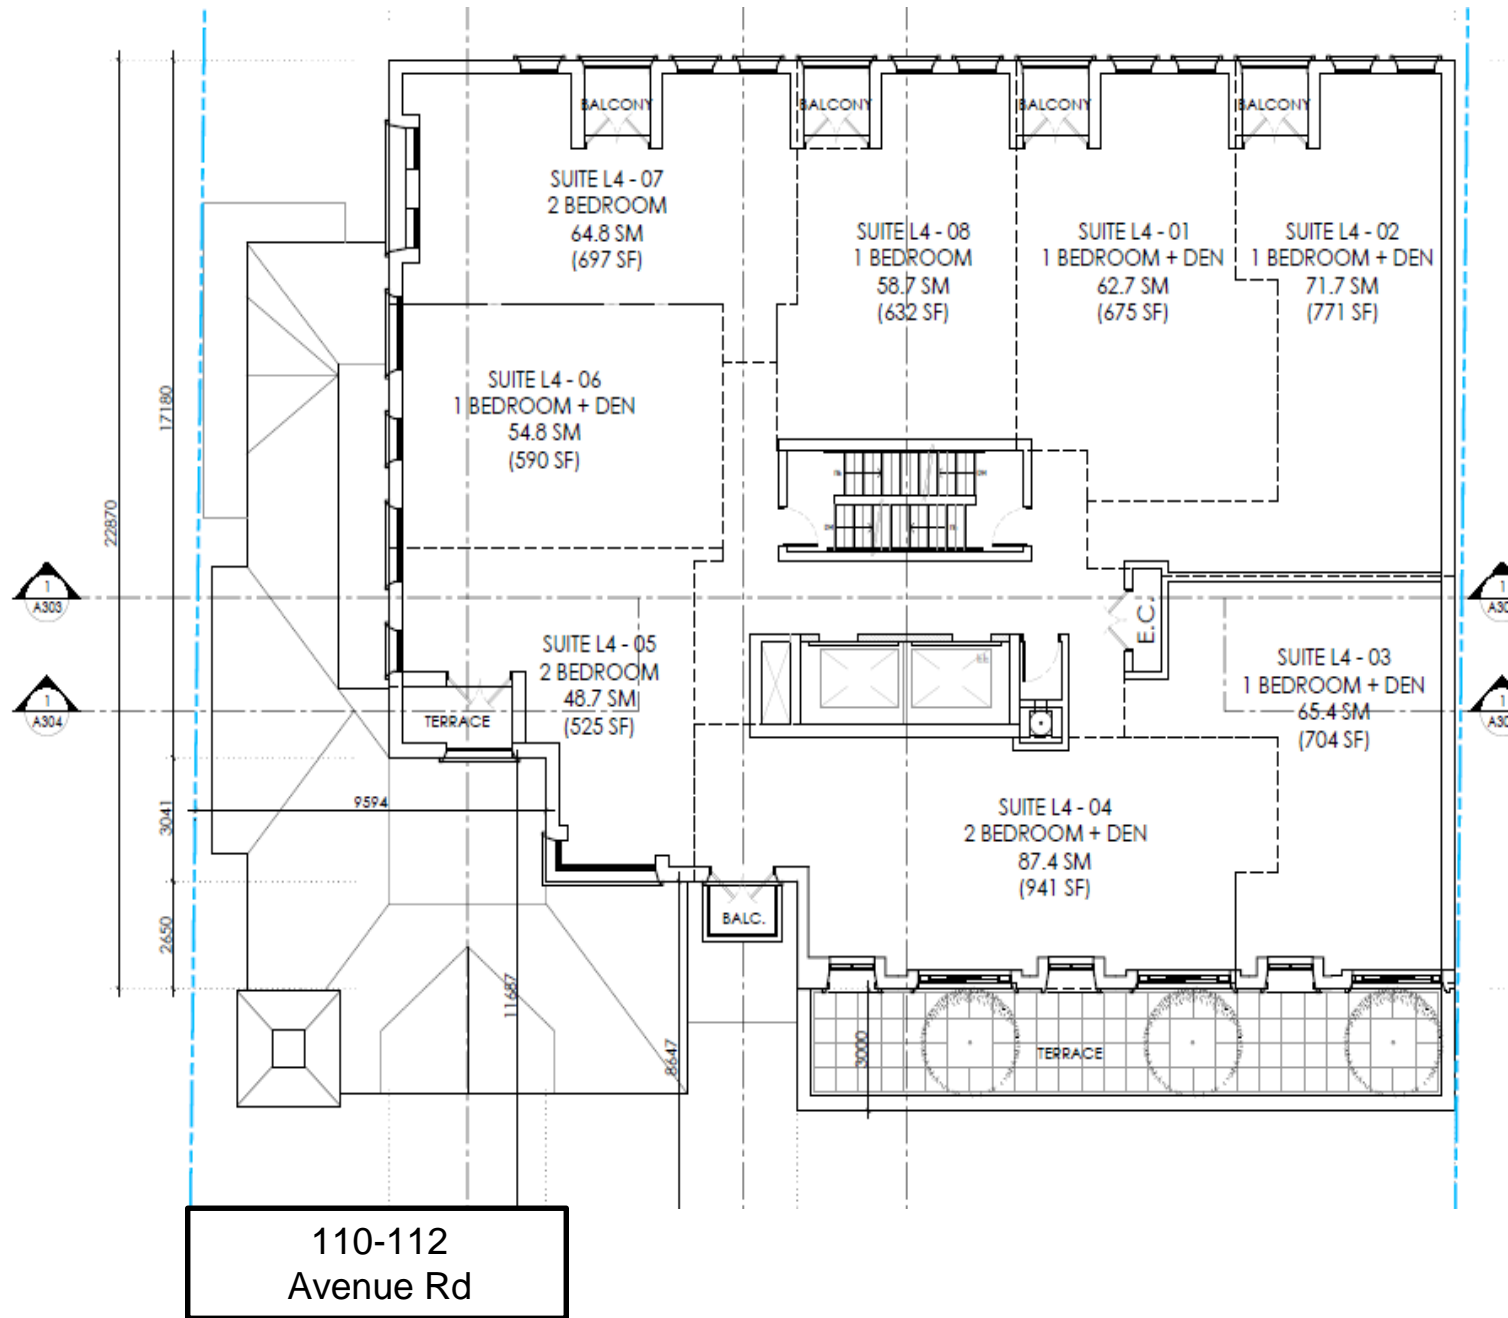 BALCONY
BALCONY
BALCONY
BALCONY
SUITE L4 - 07
2 BEDROOM
64.8 SM
(697 SF)
SUITE L4 - 08
1 BEDROOM
58.7 SM
(632 SF)
SUITE L4 - 01
1 BEDROOM + DEN
62.7 SM
(675 SF)
SUITE L4 - 02
1 BEDROOM + DEN
71.7 SM
(771 SF)
SUITE L4 - 06
1 BEDROOM + DEN
54.8 SM
(590 SF)
17180
22870
1
A303
1
A304
SUITE L4 - 05
2 BEDROOM
48.7 SM
(525 SF)
TERRACE
E.C.
1
1
SUITE L4 - 03
1 BEDROOM + DEN
65.4 SM
(704 SF)
9594
3041
2650
SUITE L4 - 04
2 BEDROOM + DEN
87.4 SM
(941 SF)
BALC.
11687
8647
3000
TERRACE
110-112
Avenue Rd